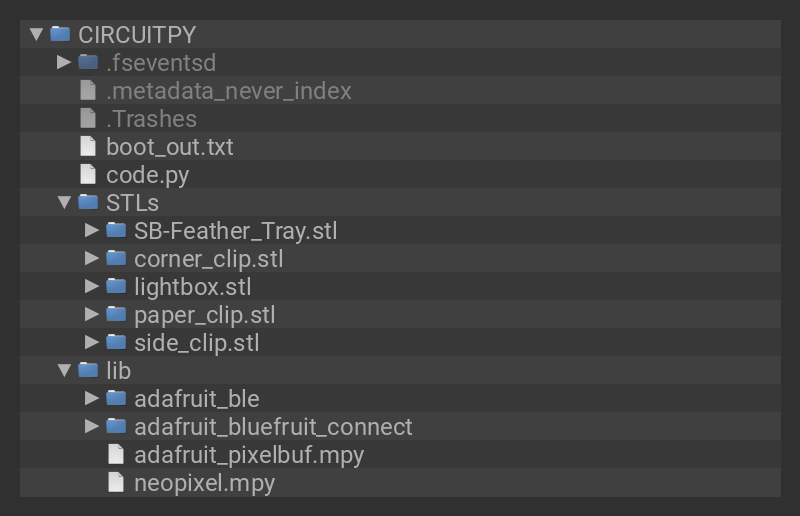 CIRCUITPY
.fseventsd
.metadata_never_index
.Trashes
boot_out.txt
code.py
STLs
SB-Feather_Tray.stl
corner_clip.stl
lightbox.stl
paper_clip.stl
side_clip.stl
lib
adafruit_ble
adafruit_bluefruit_connect
adafruit_pixelbuf.mpy
neopixel.mpy